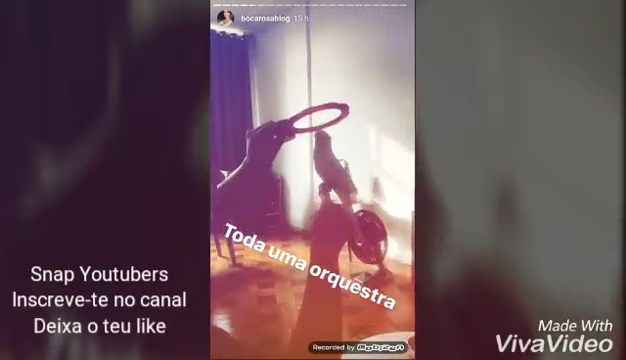 bocarosablog 15 h
Toda uma orquestra
Snap Youtubers
Inscreve-te no canal
Deixa o teu like
Recorded by
Made With
VivaVideo